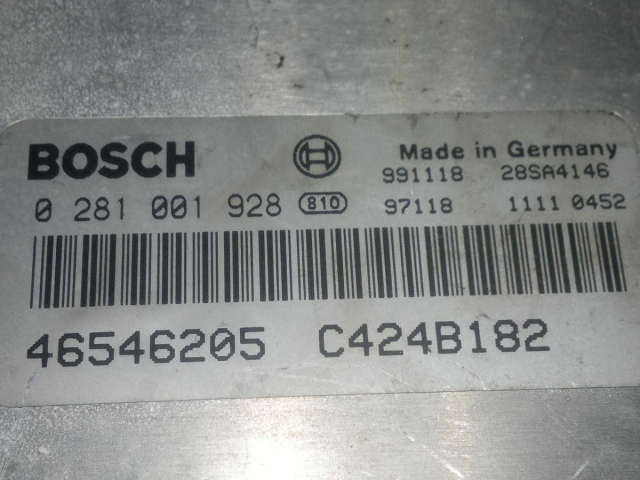 BOSCH Made in Germany
991118 28SA4146
0 281 001 928 810 97118 1111 0452
46546205 C424B182